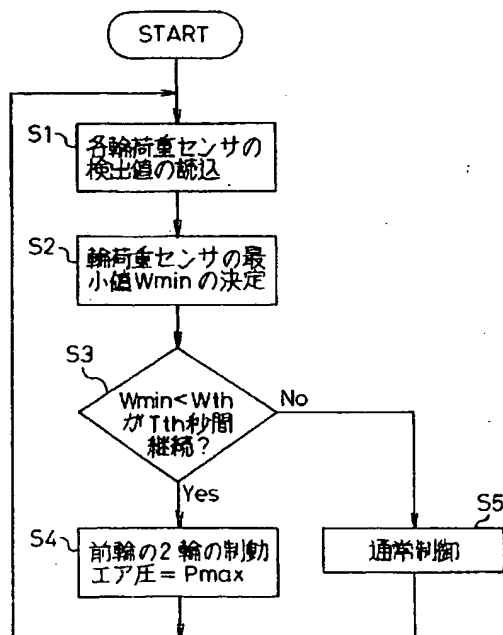 START
S1
各輪荷重センサの
検出値の読込
S2
輪荷重センサの最
小値Wminの決定
S3
Wmin<Wth
がTth秒間
継続?
No
Yes
S4
前輪の2輪の制動
エア圧=Pmax
S5
通常制御